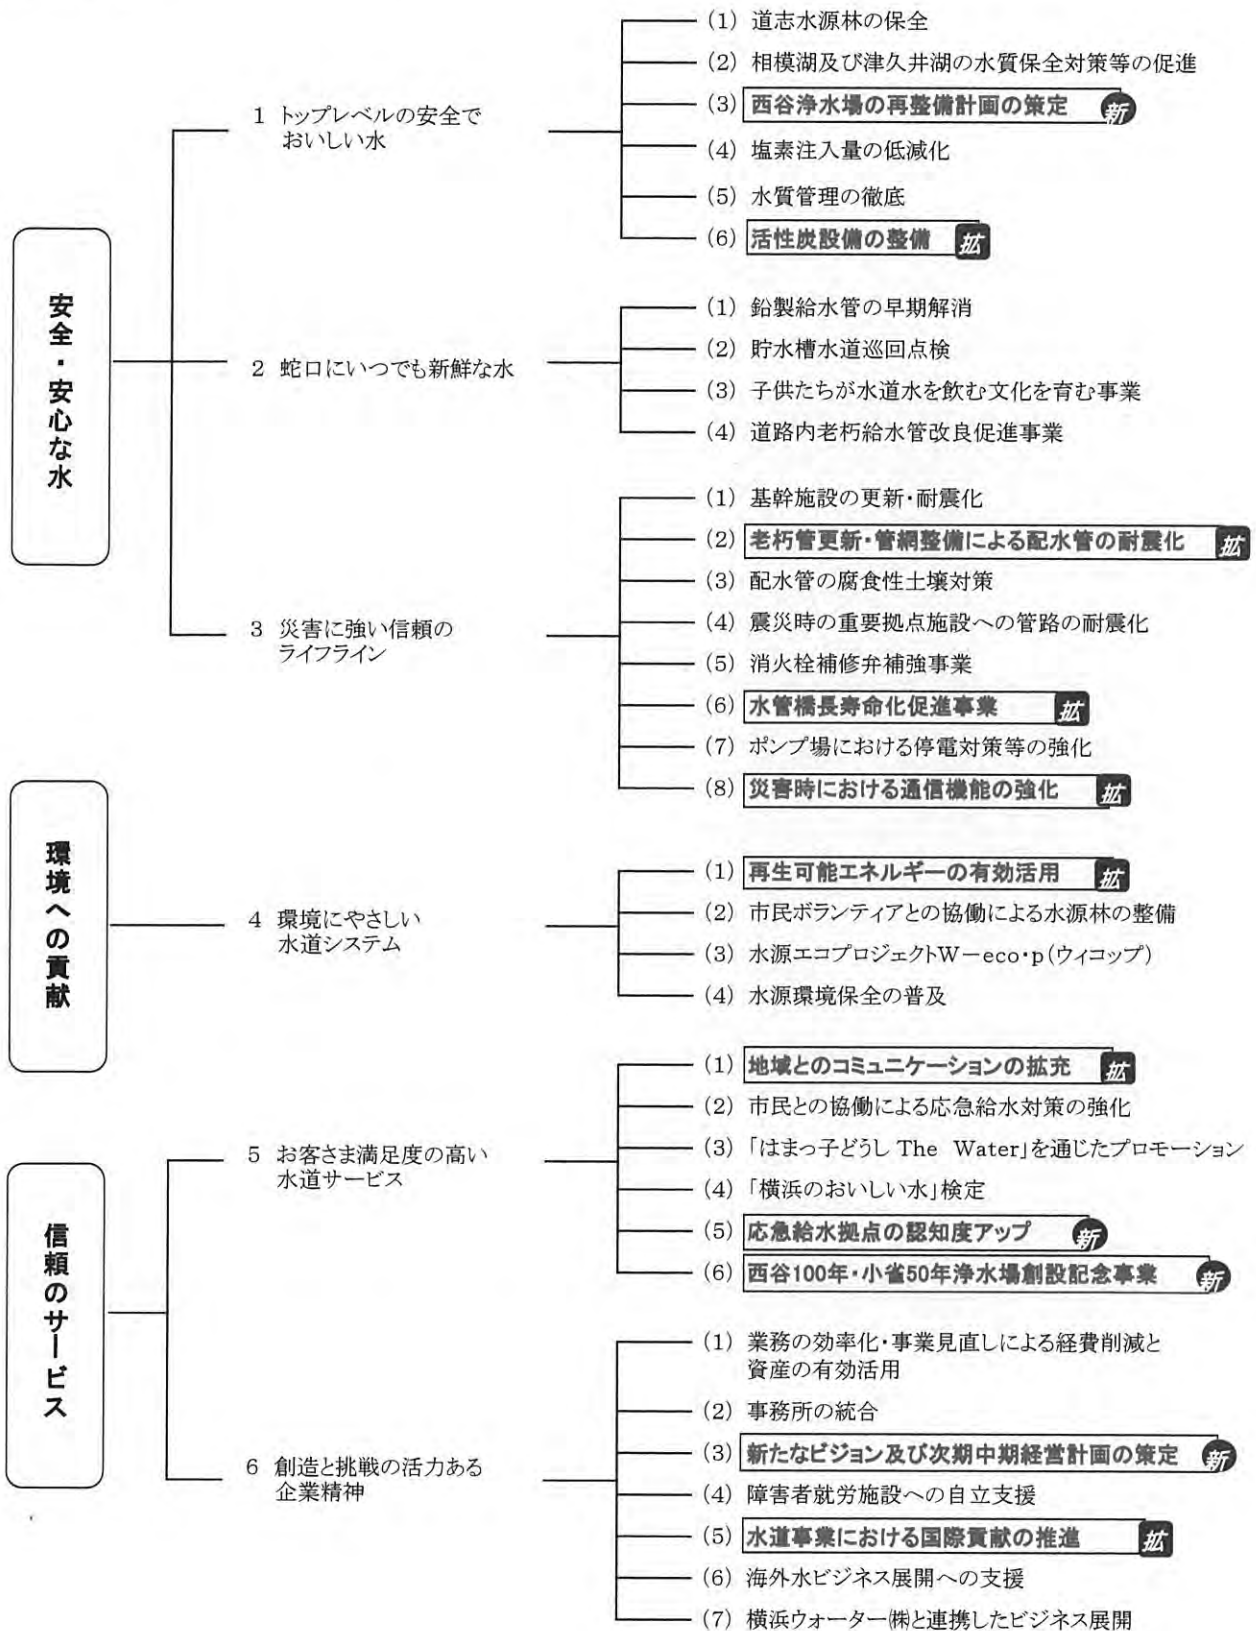 安全・安心な水
1 トップレベルの安全で
おいしい水
(1) 道志水源林の保全
(2) 相模湖及び津久井湖の水質保全対策等の促進
(3) 西谷浄水場の再整備計画の策定 新
(4) 塩素注入量の低減化
(5) 水質管理の徹底
(6) 活性炭設備の整備 拡
2 蛇口にいつでも新鮮な水
(1) 鉛製給水管の早期解消
(2) 貯水槽水道巡回点検
(3) 子供たちが水道水を飲む文化を育む事業
(4) 道路内老朽給水管改良促進事業
3 災害に強い信頼の
ライフライン
(1) 基幹施設の更新・耐震化
(2) 老朽管更新・管網整備による配水管の耐震化 拡
(3) 配水管の腐食性土壌対策
(4) 震災時の重要拠点施設への管路の耐震化
(5) 消火栓補修弁補強事業
(6) 水管橋長寿命化促進事業 拡
(7) ポンプ場における停電対策等の強化
(8) 災害時における通信機能の強化 拡
環境への貢献
4 環境にやさしい
水道システム
(1) 再生可能エネルギーの有効活用 拡
(2) 市民ボランティアとの協働による水源林の整備
(3) 水源エコプロジェクトW－eco・p（ウィコップ）
(4) 水源環境保全の普及
信頼のサービス
5 お客さま満足度の高い
水道サービス
(1) 地域とのコミュニケーションの拡充 拡
(2) 市民との協働による応急給水対策の強化
(3) 「はまっ子どうし The Water」を通じたプロモーション
(4) 「横浜のおいしい水」検定
(5) 応急給水拠点の認知度アップ 新
(6) 西谷100年・小雀50年浄水場創設記念事業 新
6 創造と挑戦の活力ある
企業精神
(1) 業務の効率化・事業見直しによる経費削減と
資産の有効活用
(2) 事務所の統合
(3) 新たなビジョン及び次期中期経営計画の策定 新
(4) 障害者就労施設への自立支援
(5) 水道事業における国際貢献の推進 拡
(6) 海外水ビジネス展開への支援
(7) 横浜ウォーター㈱と連携したビジネス展開